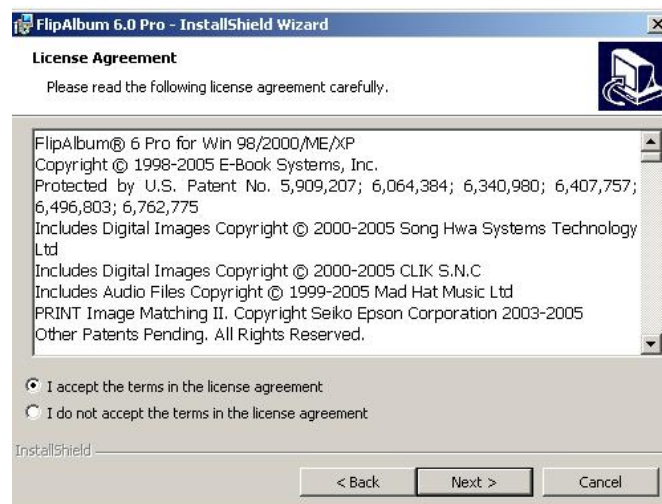 FlipAlbum 6.0 Pro - InstallShield Wizard
License Agreement
Please read the following license agreement carefully.
FlipAlbum® 6 Pro for Win 98/2000/ME/XP
Copyright © 1998-2005 E-Book Systems, Inc.
Protected by U.S. Patent No. 5,909,207; 6,064,384; 6,340,980; 6,407,757;
6,496,803; 6,762,775
Includes Digital Images Copyright © 2000-2005 Song Hwa Systems Technology
Ltd
Includes Digital Images Copyright © 2000-2005 CLIK S.N.C
Includes Audio Files Copyright © 1999-2005 Mad Hat Music Ltd
PRINT Image Matching II. Copyright Seiko Epson Corporation 2003-2005
Other Patents Pending. All Rights Reserved.
I accept the terms in the license agreement
I do not accept the terms in the license agreement
InstallShield
< Back
Next >
Cancel